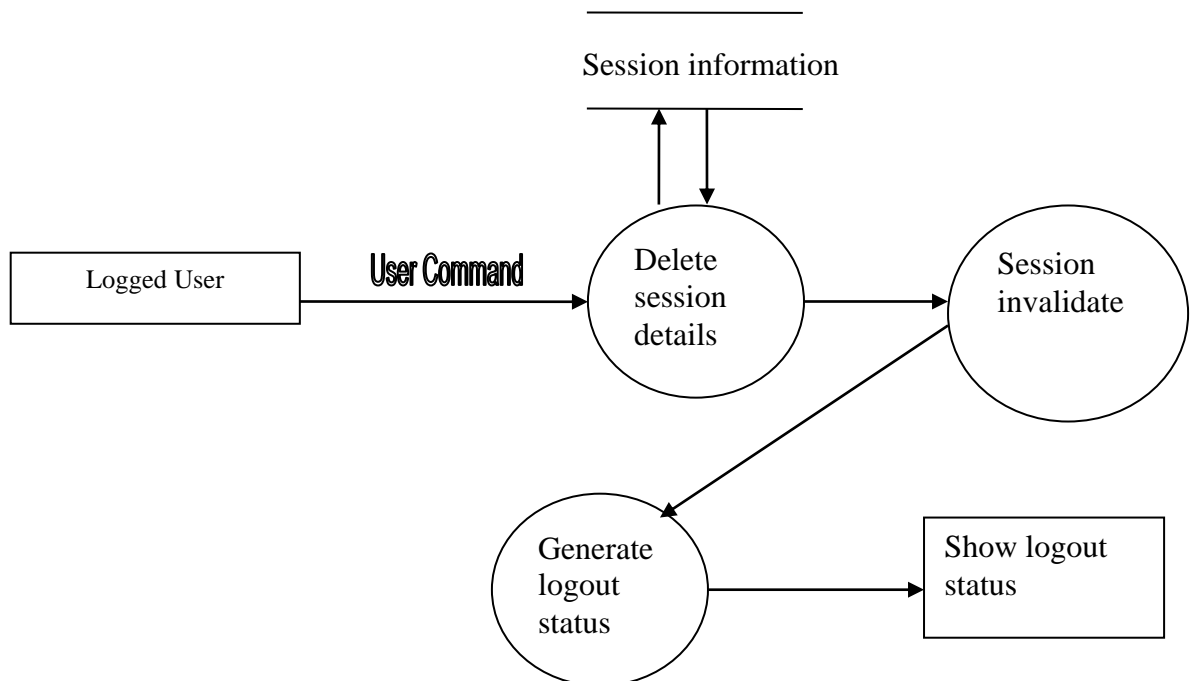 Session information
Logged User
User Command
Delete
session
details
Session
invalidate
Generate
logout
status
Show logout
status